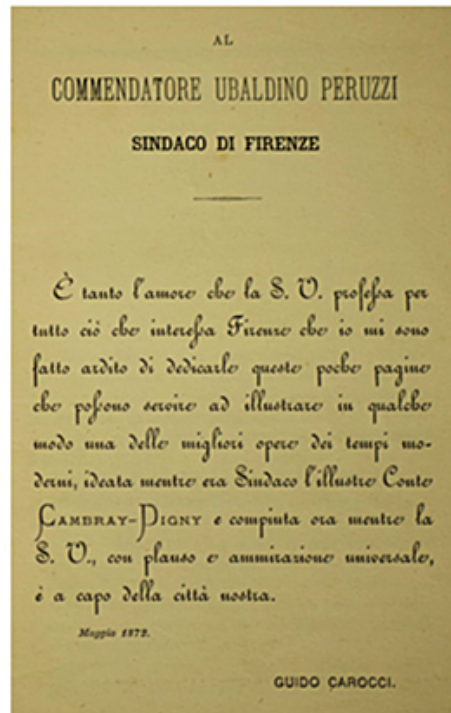 AL
COMMENDATORE UBALDINO PERUZZI
SINDACO DI FIRENZE
È tanto l'amore che la S. V. professa per
tutto ciò che interessa Firenze che io mi sono
fatto ardito di dedicarle queste poche pagine
che possono servire ad illustrare in qualche
modo una delle migliori opere dei tempi mo-
derni, ideata mentre era Sindaco l'illustre Conte
CAMBRAY-DIGNY e compiuta ora mentre la
S. V., con plauso e ammirazione universale,
è a capo della città nostra.
Maggio 1872.
GUIDO CAROCCI.